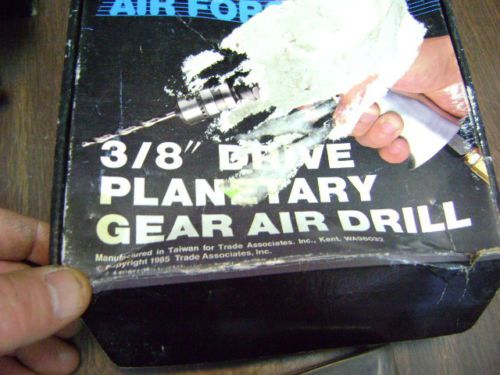 AIR FORC
3/8" DRIVE
PLANETARY
GEAR AIR DRILL
Manufactured in Taiwan for Trade Associates. Inc., Kent, WA98032
© Copyright 1985 Trade Associates, Inc.